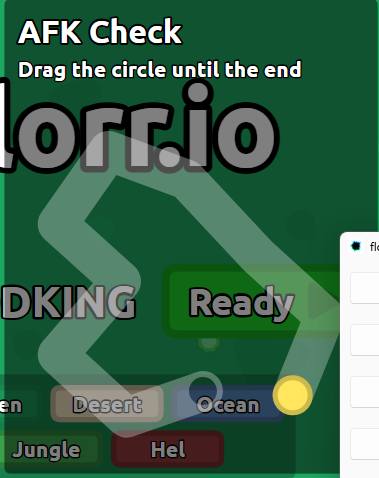 AFK Check
Drag the circle until the end
lorr.io
DKING
Ready
en
Desert
Ocean
Jungle
Hel
flo